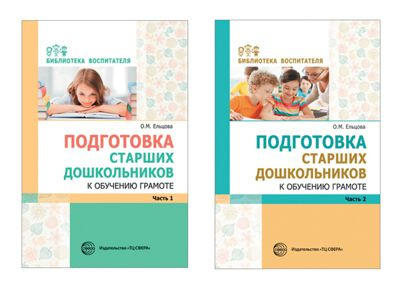 БИБЛИОТЕКА ВОСПИТАТЕЛЯ
О.М. Ельцова
ПОДГОТОВКА
СТАРШИХ
ДОШКОЛЬНИКОВ
К ОБУЧЕНИЮ ГРАМОТЕ
Часть 1
Издательство «ТЦ СФЕРА»
БИБЛИОТЕКА ВОСПИТАТЕЛЯ
О.М. Ельцова
ПОДГОТОВКА
СТАРШИХ
ДОШКОЛЬНИКОВ
К ОБУЧЕНИЮ ГРАМОТЕ
Часть 2
Издательство «ТЦ СФЕРА»